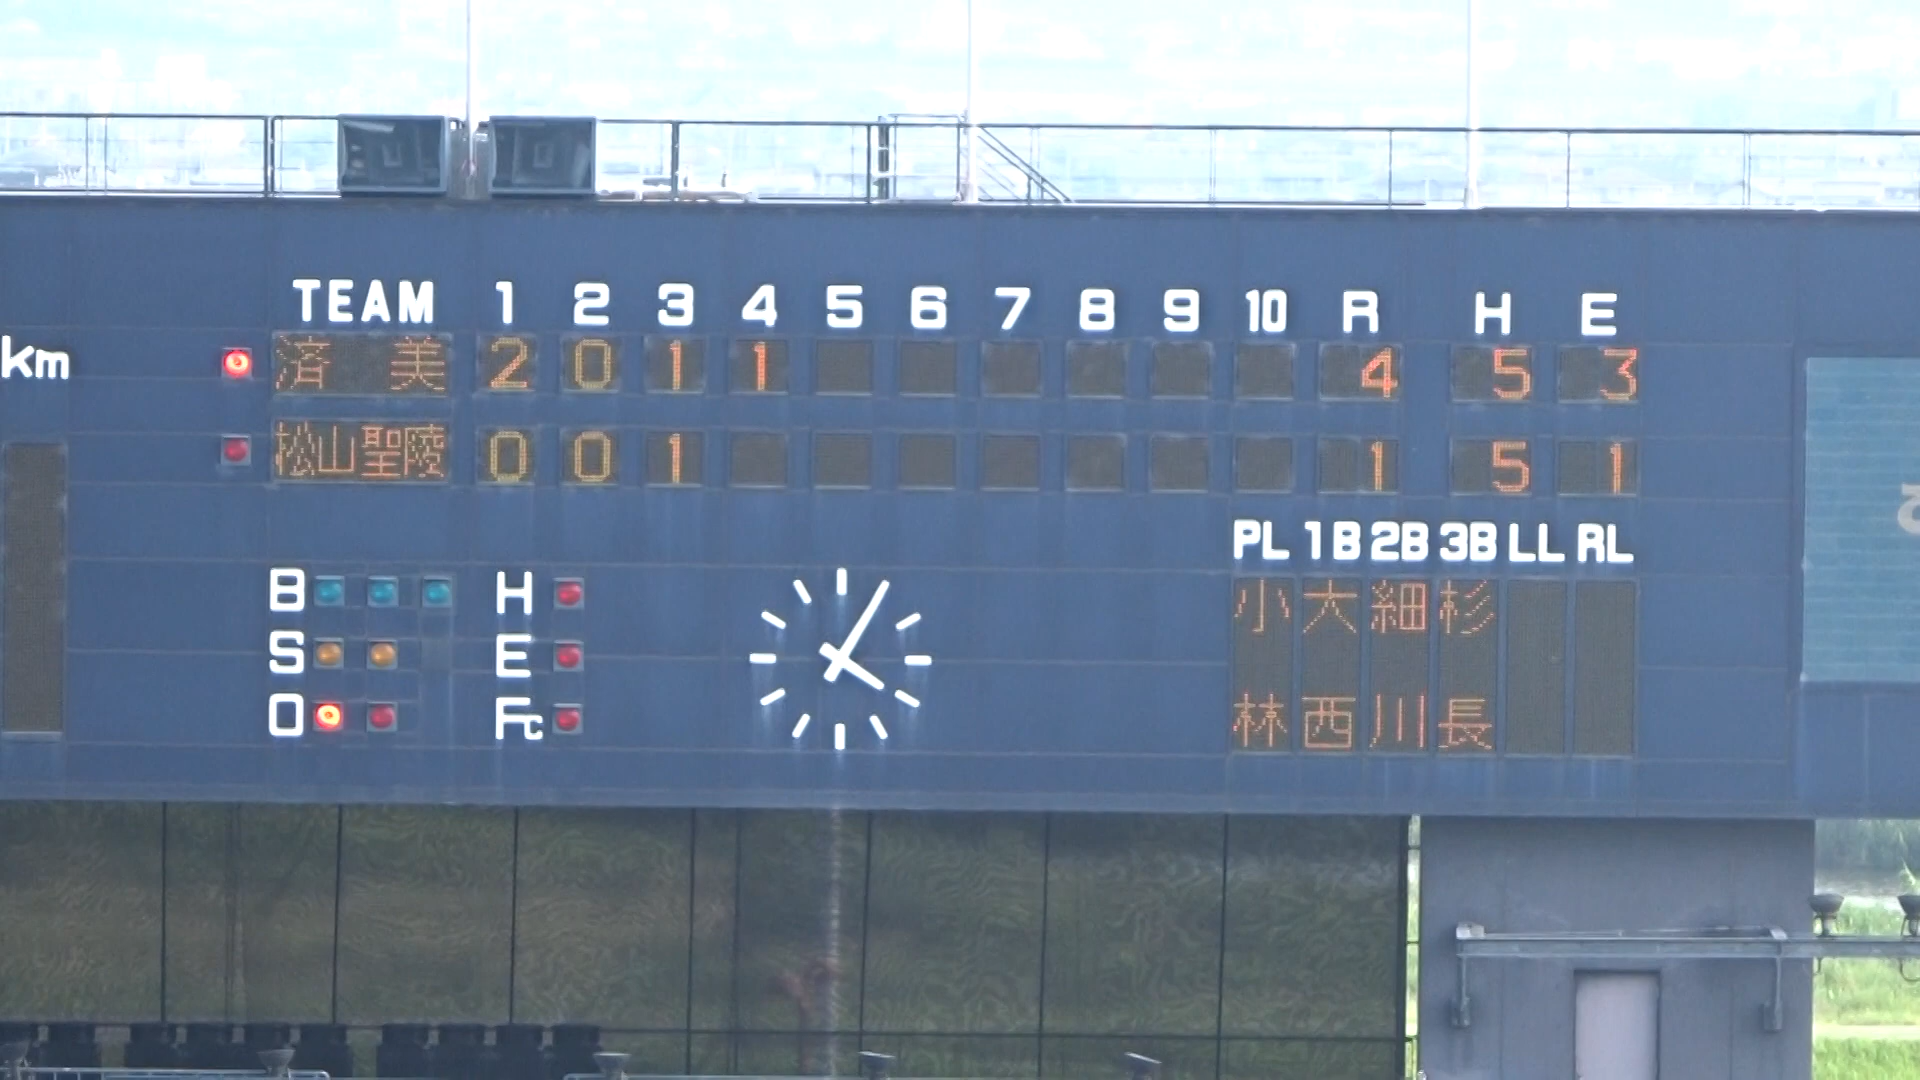 TEAM 1 2 3 4 5 6 7 8 9 10 R H E
km
済美 2 0 1 1 4 5 3
松山聖陵 0 0 1 1 5 1
PL 1B 2B 3B LL RL
B H
S E
O Fc
小林 大西 細川 杉長